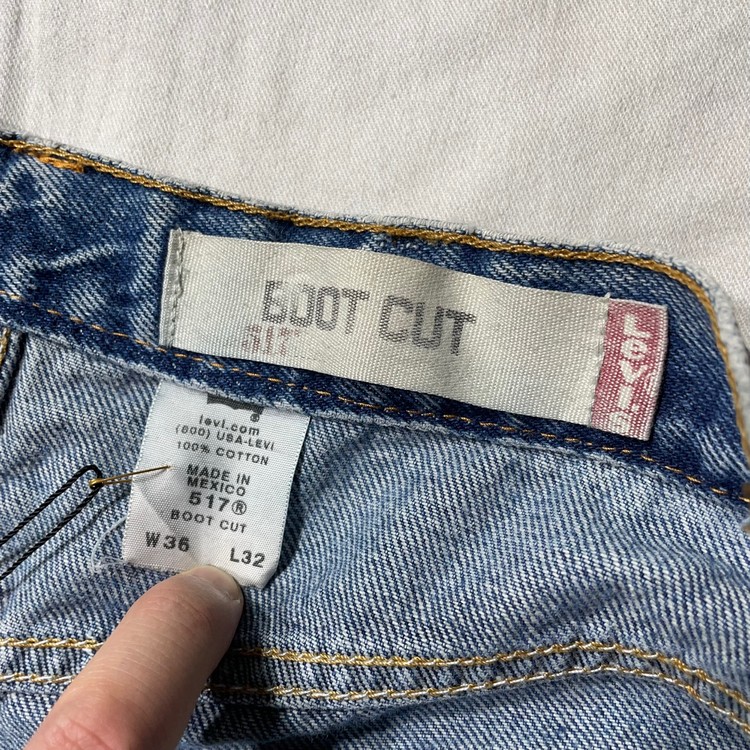 BOOT CUT
517
Levi's
®
levi.com
(800) USA-LEVI
100% COTTON
MADE IN
MEXICO
517®
BOOT CUT
W36 L32